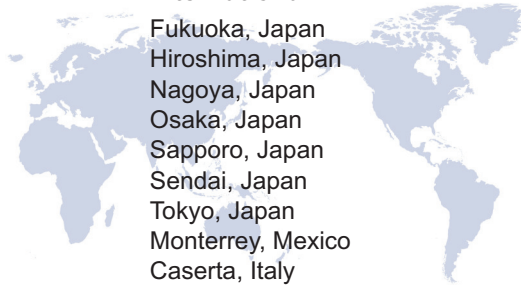 Fukuoka, Japan
Hiroshima, Japan
Nagoya, Japan
Osaka, Japan
Sapporo, Japan
Sendai, Japan
Tokyo, Japan
Monterrey, Mexico
Caserta, Italy